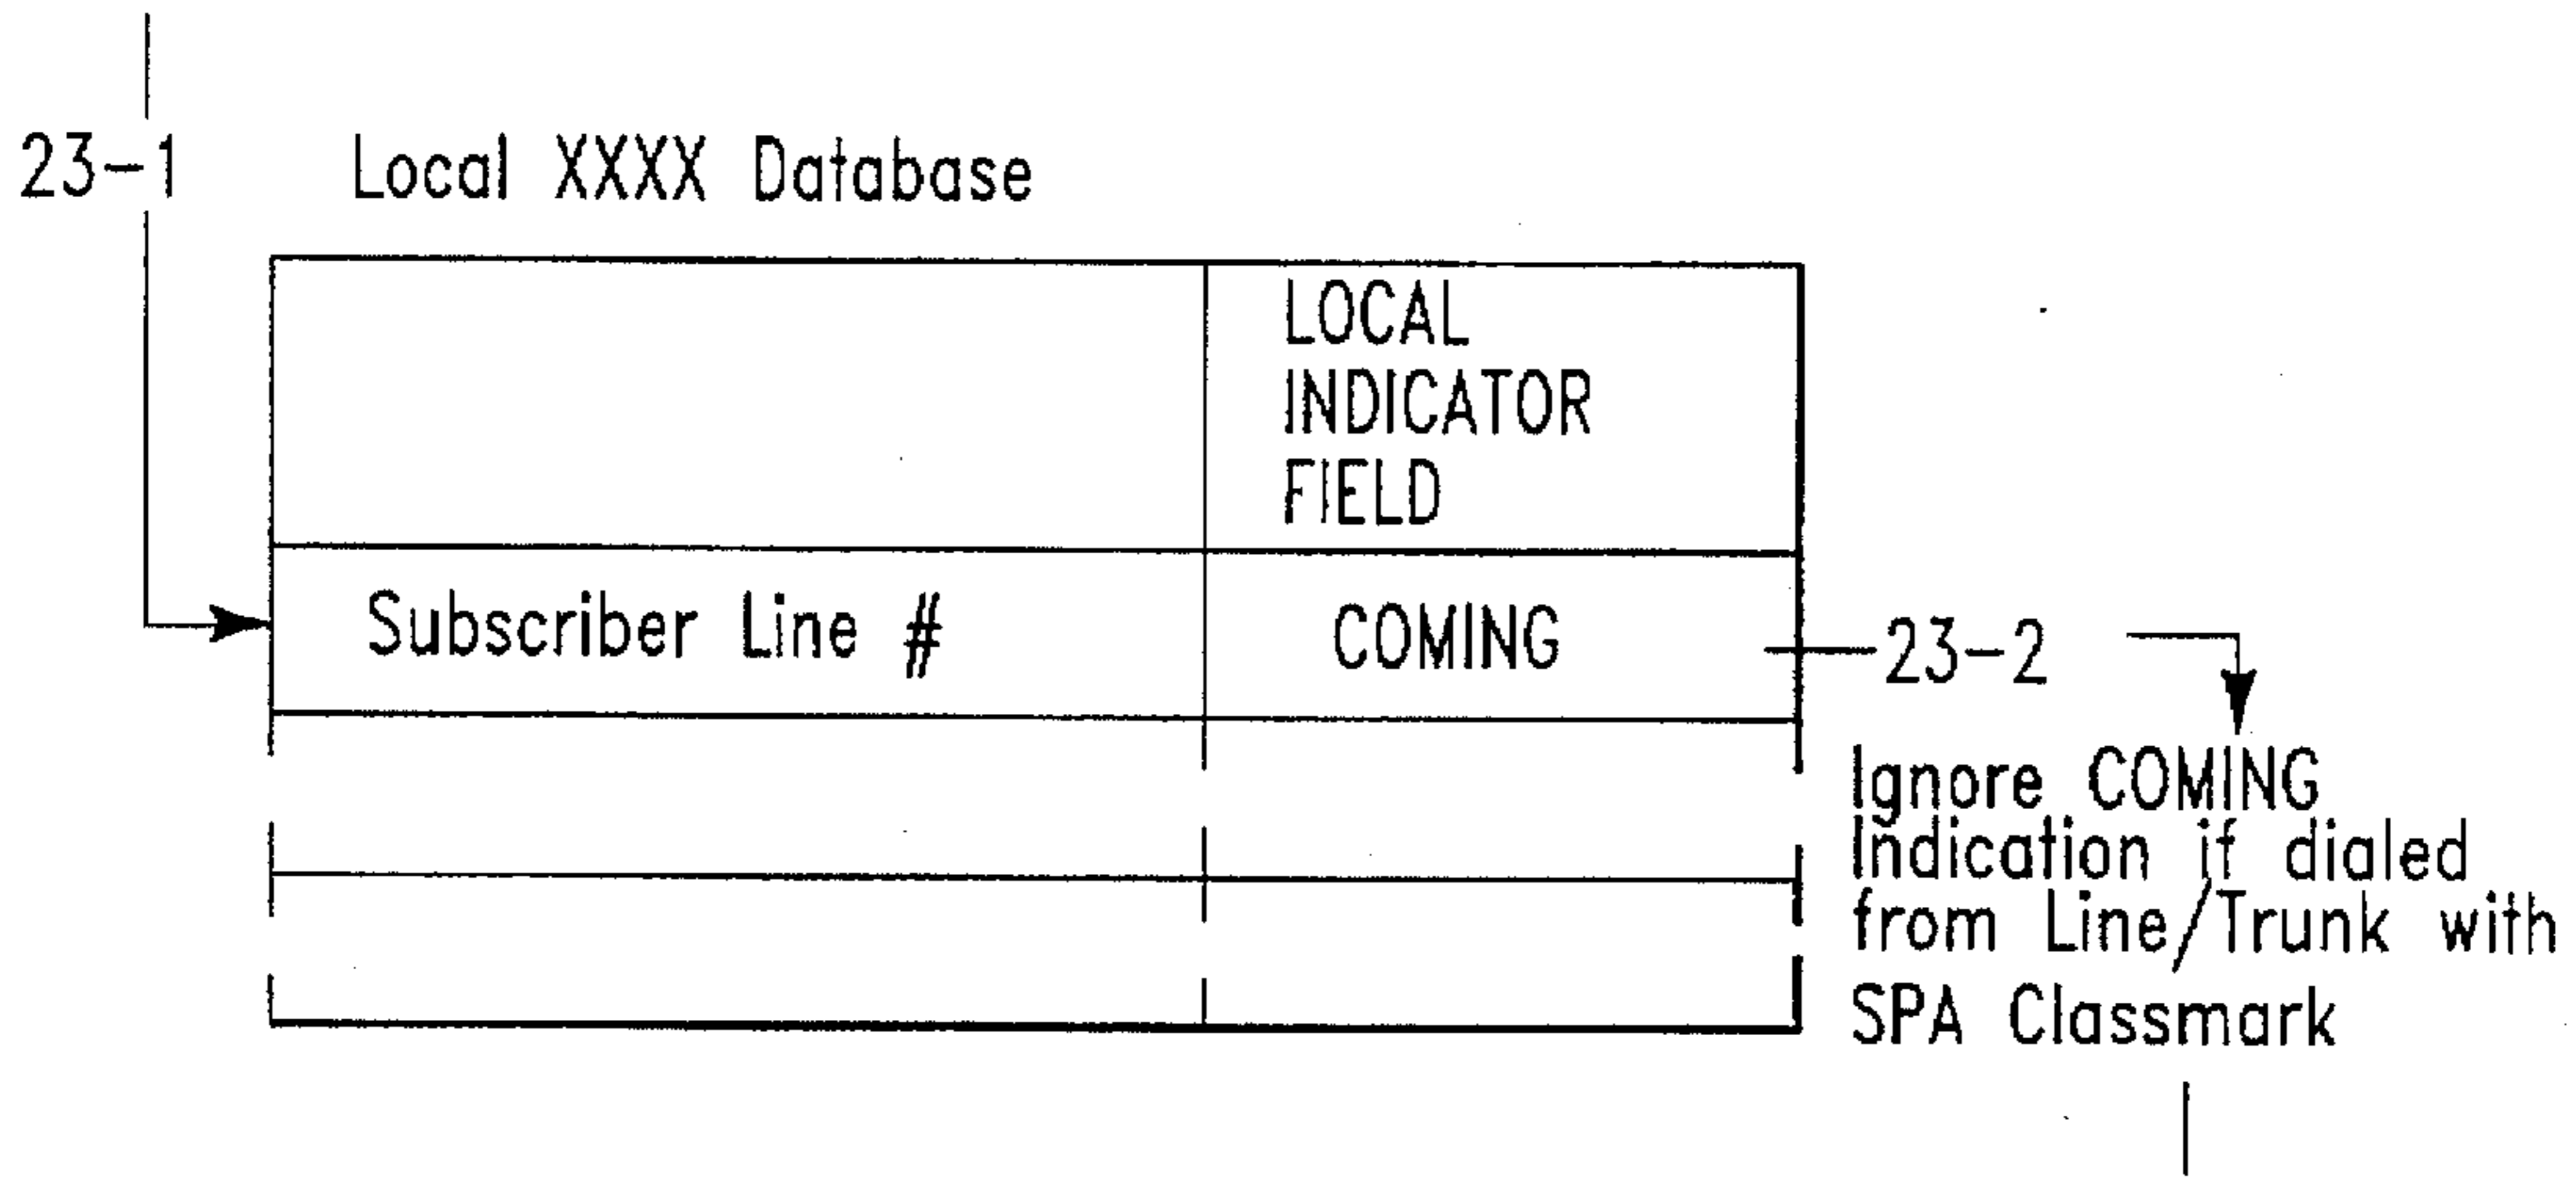 23-1 Local XXXX Database
LOCAL
INDICATOR
FIELD
Subscriber Line # COMING 23-2
Ignore COMING
Indication if dialed
from Line/Trunk with
SPA Classmark